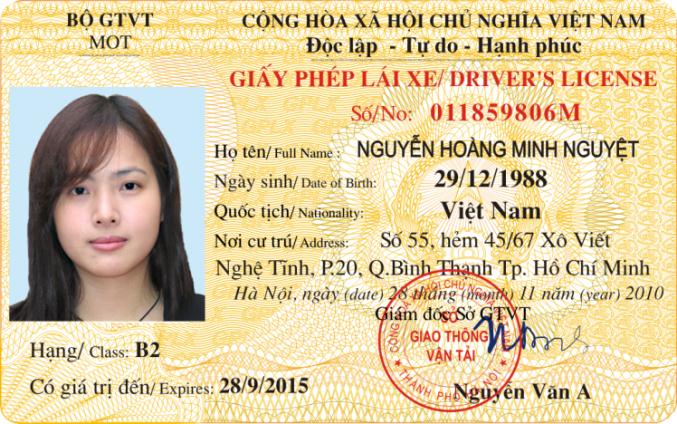 BỘ GTVT
MOT
CỘNG HÒA XÃ HỘI CHỦ NGHĨA VIỆT NAM
Độc lập - Tự do - Hạnh phúc
GIẤY PHÉP LÁI XE/ DRIVER'S LICENSE
Số/No: 011859806M
Họ tên/ Full Name : NGUYỄN HOÀNG MINH NGUYỆT
Ngày sinh/ Date of Birth: 29/12/1988
Quốc tịch/ Nationality: Việt Nam
Nơi cư trú/ Address: Số 55, hẻm 45/67 Xô Viết
Nghệ Tĩnh, P.20, Q.Bình Thạnh Tp. Hồ Chí Minh
Hà Nội, ngày (date) 28 tháng (month) 11 năm (year) 2010
Giám đốc Sở GTVT
SỞ
GIAO THÔNG
VẬN TẢI
THÀNH PHỐ HÀ NỘI
Nguyễn Văn A
Hạng/ Class: B2
Có giá trị đến/ Expires: 28/9/2015